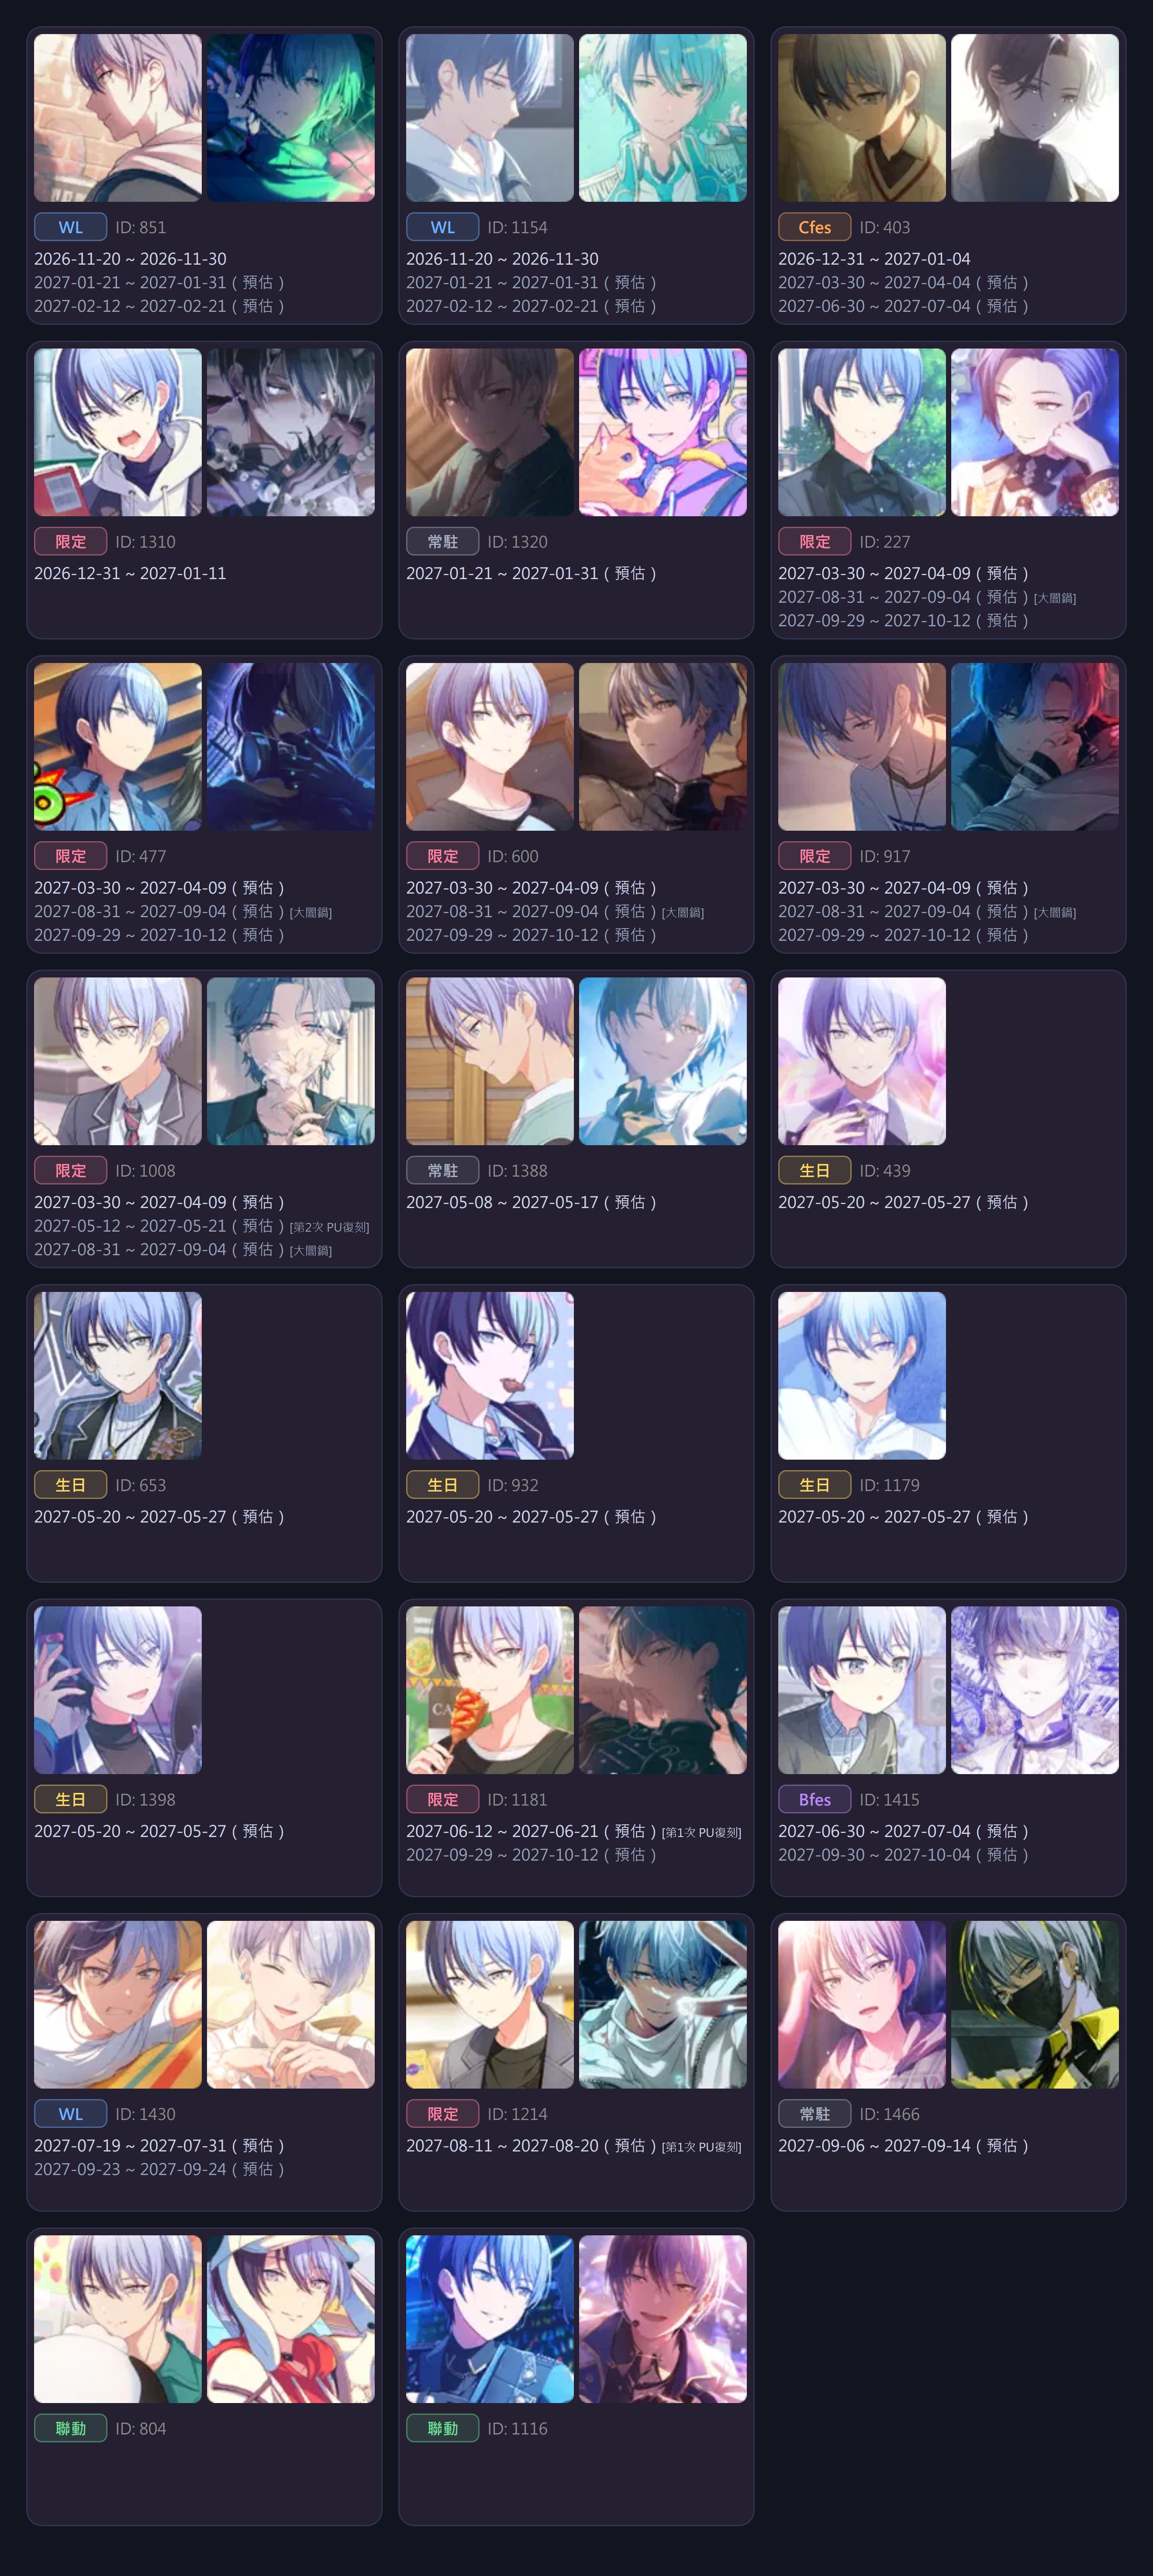 WL ID: 851
2026-11-20 ~ 2026-11-30
2027-01-21 ~ 2027-01-31 ( 預估 )
2027-02-12 ~ 2027-02-21 ( 預估 )
WL ID: 1154
2026-11-20 ~ 2026-11-30
2027-01-21 ~ 2027-01-31 ( 預估 )
2027-02-12 ~ 2027-02-21 ( 預估 )
Cfes ID: 403
2026-12-31 ~ 2027-01-04
2027-03-30 ~ 2027-04-04 ( 預估 )
2027-06-30 ~ 2027-07-04 ( 預估 )
限定 ID: 1310
2026-12-31 ~ 2027-01-11
常駐 ID: 1320
2027-01-21 ~ 2027-01-31 ( 預估 )
限定 ID: 227
2027-03-30 ~ 2027-04-09 ( 預估 )
2027-08-31 ~ 2027-09-04 ( 預估 ) [大闇鍋]
2027-09-29 ~ 2027-10-12 ( 預估 )
限定 ID: 477
2027-03-30 ~ 2027-04-09 ( 預估 )
2027-08-31 ~ 2027-09-04 ( 預估 ) [大闇鍋]
2027-09-29 ~ 2027-10-12 ( 預估 )
限定 ID: 600
2027-03-30 ~ 2027-04-09 ( 預估 )
2027-08-31 ~ 2027-09-04 ( 預估 ) [大闇鍋]
2027-09-29 ~ 2027-10-12 ( 預估 )
限定 ID: 917
2027-03-30 ~ 2027-04-09 ( 預估 )
2027-08-31 ~ 2027-09-04 ( 預估 ) [大闇鍋]
2027-09-29 ~ 2027-10-12 ( 預估 )
限定 ID: 1008
2027-03-30 ~ 2027-04-09 ( 預估 )
2027-05-12 ~ 2027-05-21 ( 預估 ) [第2次 PU復刻]
2027-08-31 ~ 2027-09-04 ( 預估 ) [大闇鍋]
常駐 ID: 1388
2027-05-08 ~ 2027-05-17 ( 預估 )
生日 ID: 439
2027-05-20 ~ 2027-05-27 ( 預估 )
生日 ID: 653
2027-05-20 ~ 2027-05-27 ( 預估 )
生日 ID: 932
2027-05-20 ~ 2027-05-27 ( 預估 )
生日 ID: 1179
2027-05-20 ~ 2027-05-27 ( 預估 )
生日 ID: 1398
2027-05-20 ~ 2027-05-27 ( 預估 )
CA
限定 ID: 1181
2027-06-12 ~ 2027-06-21 ( 預估 ) [第1次 PU復刻]
2027-09-29 ~ 2027-10-12 ( 預估 )
Bfes ID: 1415
2027-06-30 ~ 2027-07-04 ( 預估 )
2027-09-30 ~ 2027-10-04 ( 預估 )
WL ID: 1430
2027-07-19 ~ 2027-07-31 ( 預估 )
2027-09-23 ~ 2027-09-24 ( 預估 )
限定 ID: 1214
2027-08-11 ~ 2027-08-20 ( 預估 ) [第1次 PU復刻]
常駐 ID: 1466
2027-09-06 ~ 2027-09-14 ( 預估 )
聯動 ID: 804
聯動 ID: 1116